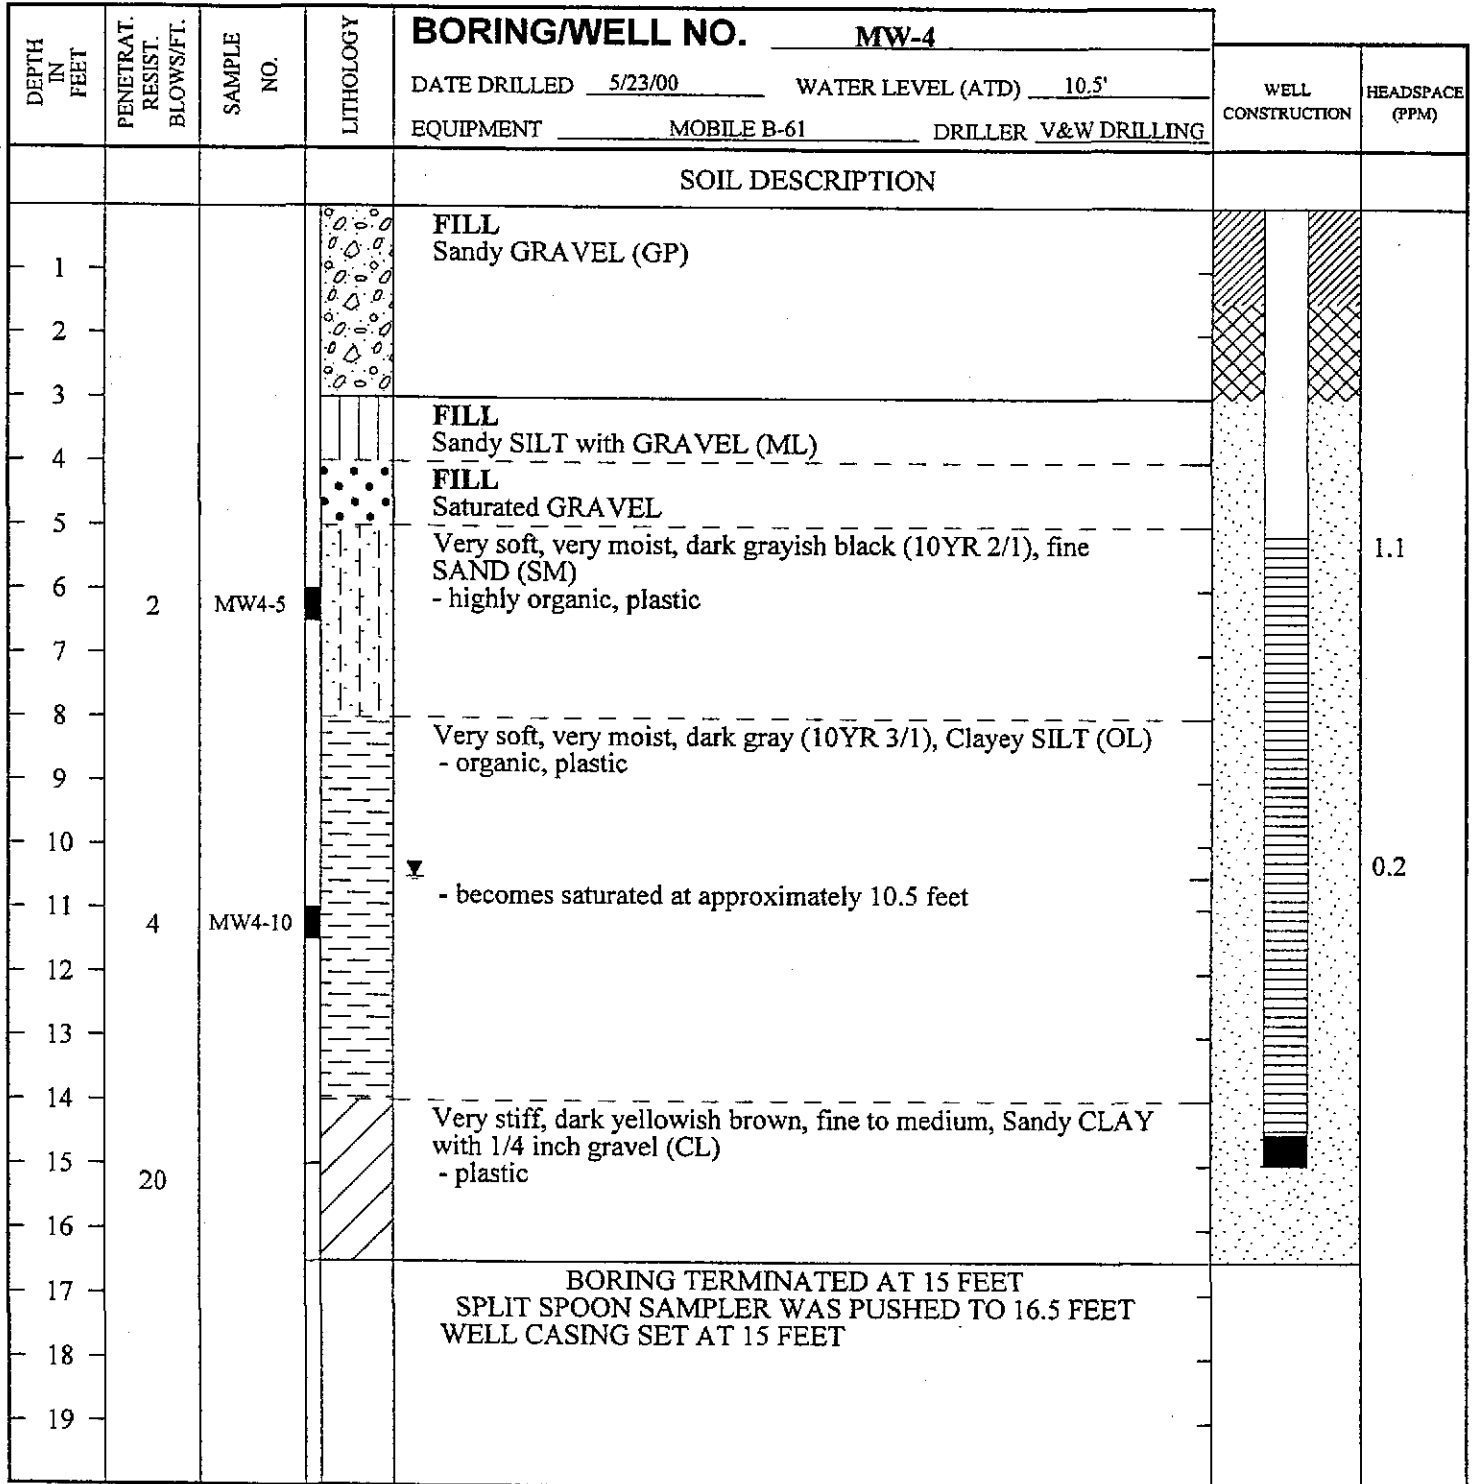 DEPTH
IN
FEET
PENETRAT.
RESIST.
BLOWS/FT.
SAMPLE
NO.
LITHOLOGY
BORING/WELL NO. MW-4
DATE DRILLED 5/23/00 WATER LEVEL (ATD) 10.5'
EQUIPMENT MOBILE B-61 DRILLER V&W DRILLING
WELL
CONSTRUCTION
HEADSPACE
(PPM)
SOIL DESCRIPTION
FILL
Sandy GRAVEL (GP)
1
2
3
FILL
Sandy SILT with GRAVEL (ML)
4
FILL
Saturated GRAVEL
5
Very soft, very moist, dark grayish black (10YR 2/1), fine
SAND (SM)
- highly organic, plastic
1.1
6
2 MW4-5
7
8
Very soft, very moist, dark gray (10YR 3/1), Clayey SILT (OL)
- organic, plastic
9
10
0.2
- becomes saturated at approximately 10.5 feet
11
4 MW4-10
12
13
14
Very stiff, dark yellowish brown, fine to medium, Sandy CLAY
with 1/4 inch gravel (CL)
- plastic
15
20
16
17
BORING TERMINATED AT 15 FEET
SPLIT SPOON SAMPLER WAS PUSHED TO 16.5 FEET
WELL CASING SET AT 15 FEET
18
19